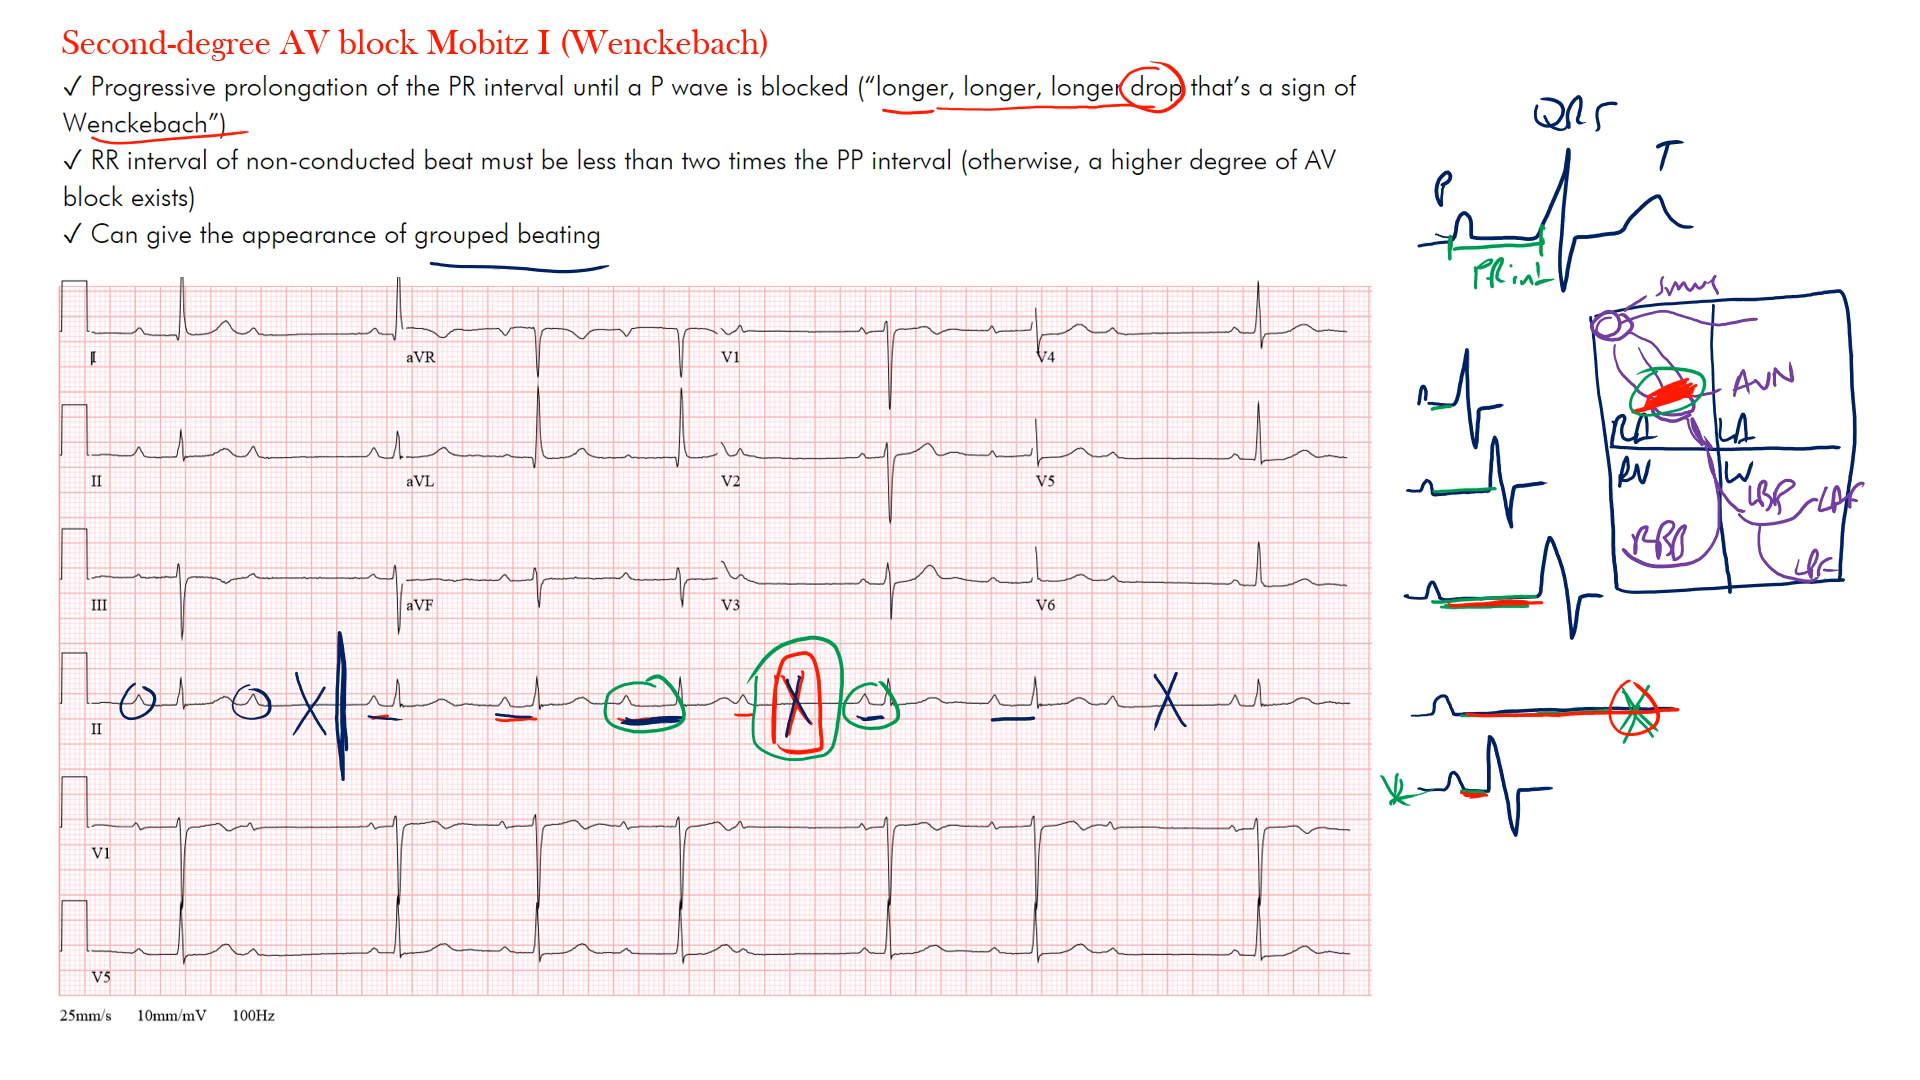 Second-degree AV block Mobitz I (Wenckebach)
✓ Progressive prolongation of the PR interval until a P wave is blocked (“longer, longer, longer drop that’s a sign of
Wenckebach”)
✓ RR interval of non-conducted beat must be less than two times the PP interval (otherwise, a higher degree of AV
block exists)
✓ Can give the appearance of grouped beating
QRS
P
T
PR int
AVN
RA
LA
RV
LAF
RBB
LPF
I
aVR
V1
V4
II
aVL
V2
V5
III
aVF
V3
V6
II
V1
V5
25mm/s 10mm/mV 100Hz